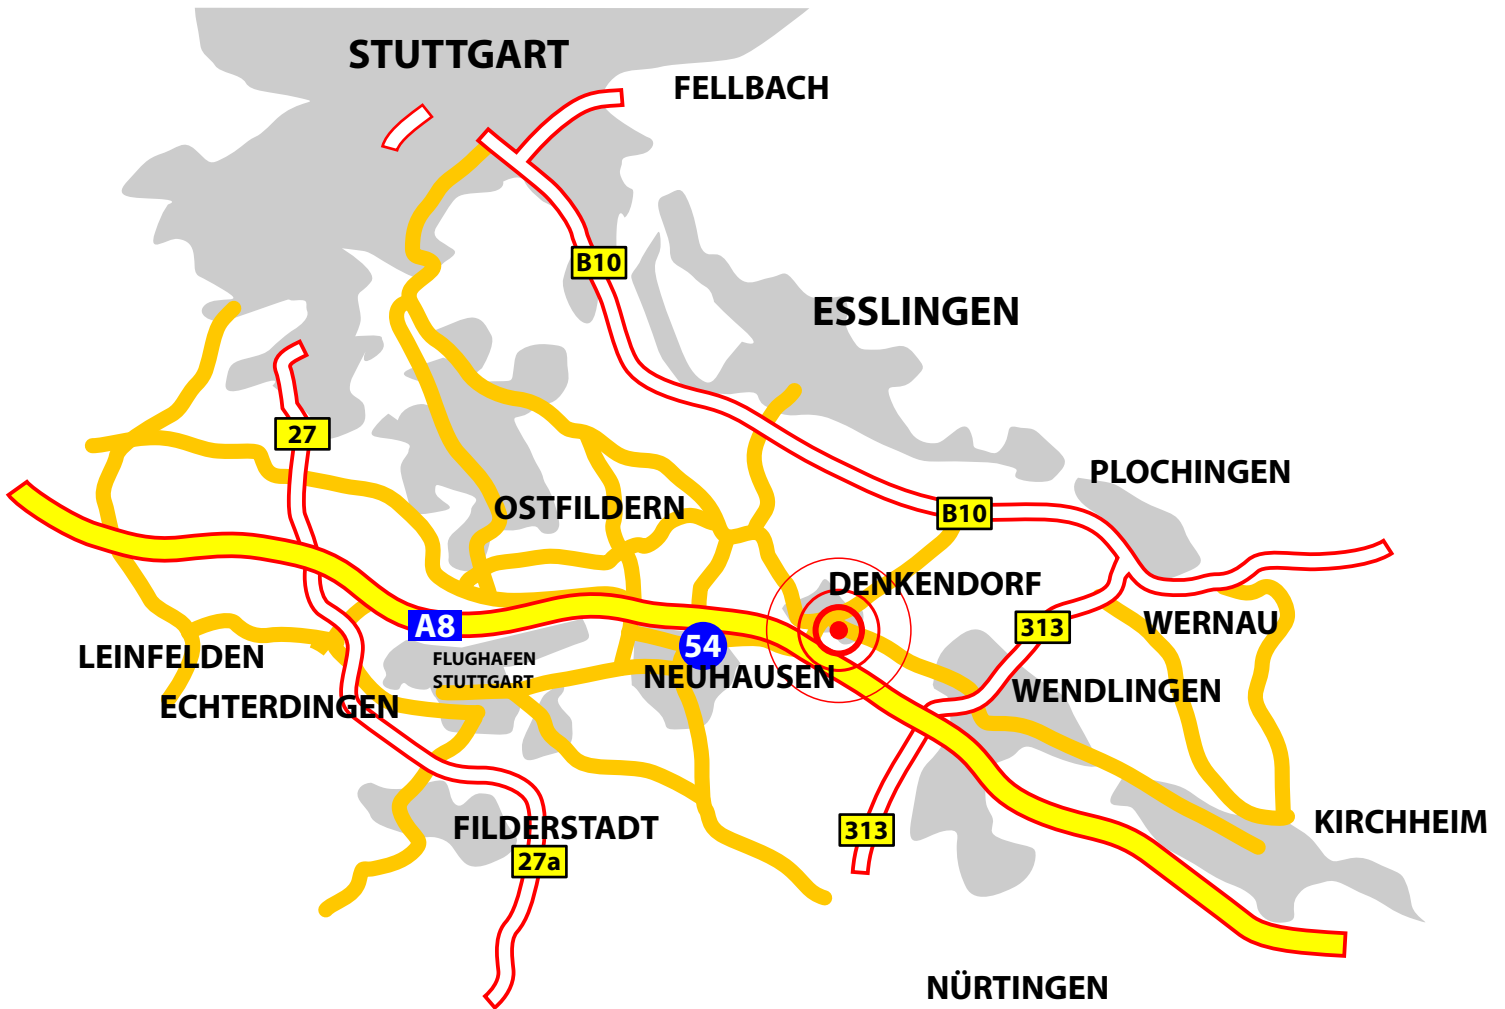 STUTTGART
FELLBACH
B10
ESSLINGEN
27
PLOCHINGEN
OSTFILDERN
B10
DENKENDORF
A8
313
WERNAU
54
LEINFELDEN
FLUGHAFEN
STUTTGART
NEUHAUSEN
WENDLINGEN
ECHTERDINGEN
FILDERSTADT
313
KIRCHHEIM
27a
NÜRTINGEN